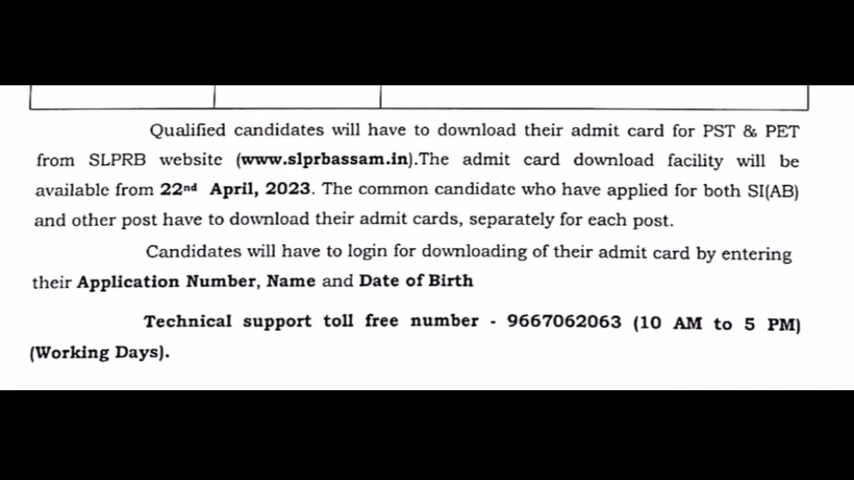 Qualified candidates will have to download their admit card for PST & PET
from SLPRB website (www.slprbassam.in).The admit card download facility will be
available from 22nd April, 2023. The common candidate who have applied for both SI(AB)
and other post have to download their admit cards, separately for each post.
Candidates will have to login for downloading of their admit card by entering
their Application Number, Name and Date of Birth
Technical support toll free number - 9667062063 (10 AM to 5 PM)
(Working Days).